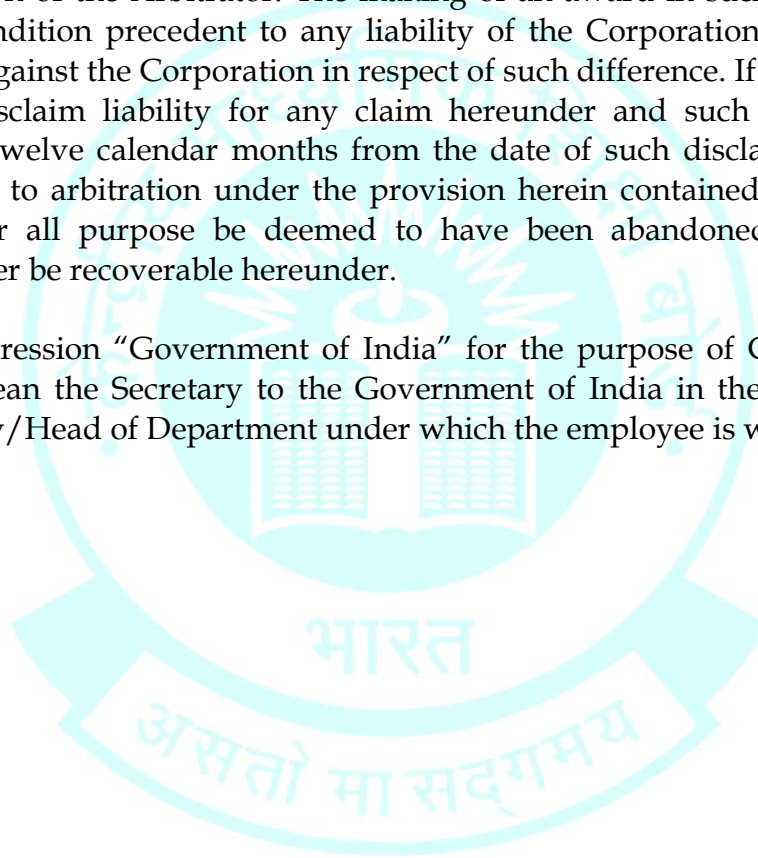 of the Arbitrator. The making of an award in such
ndition precedent to any liability of the Corporation
gainst the Corporation in respect of such difference. If
sclaim liability for any claim hereunder and such
welve calendar months from the date of such discla
to arbitration under the provision herein contained
r all purpose be deemed to have been abandoned
er be recoverable hereunder.
ression “Government of India” for the purpose of C
ean the Secretary to the Government of India in the
y/Head of Department under which the employee is w
माध्यमिक शिक्षा बोर्ड
भारत
असतो मा सद्गमय